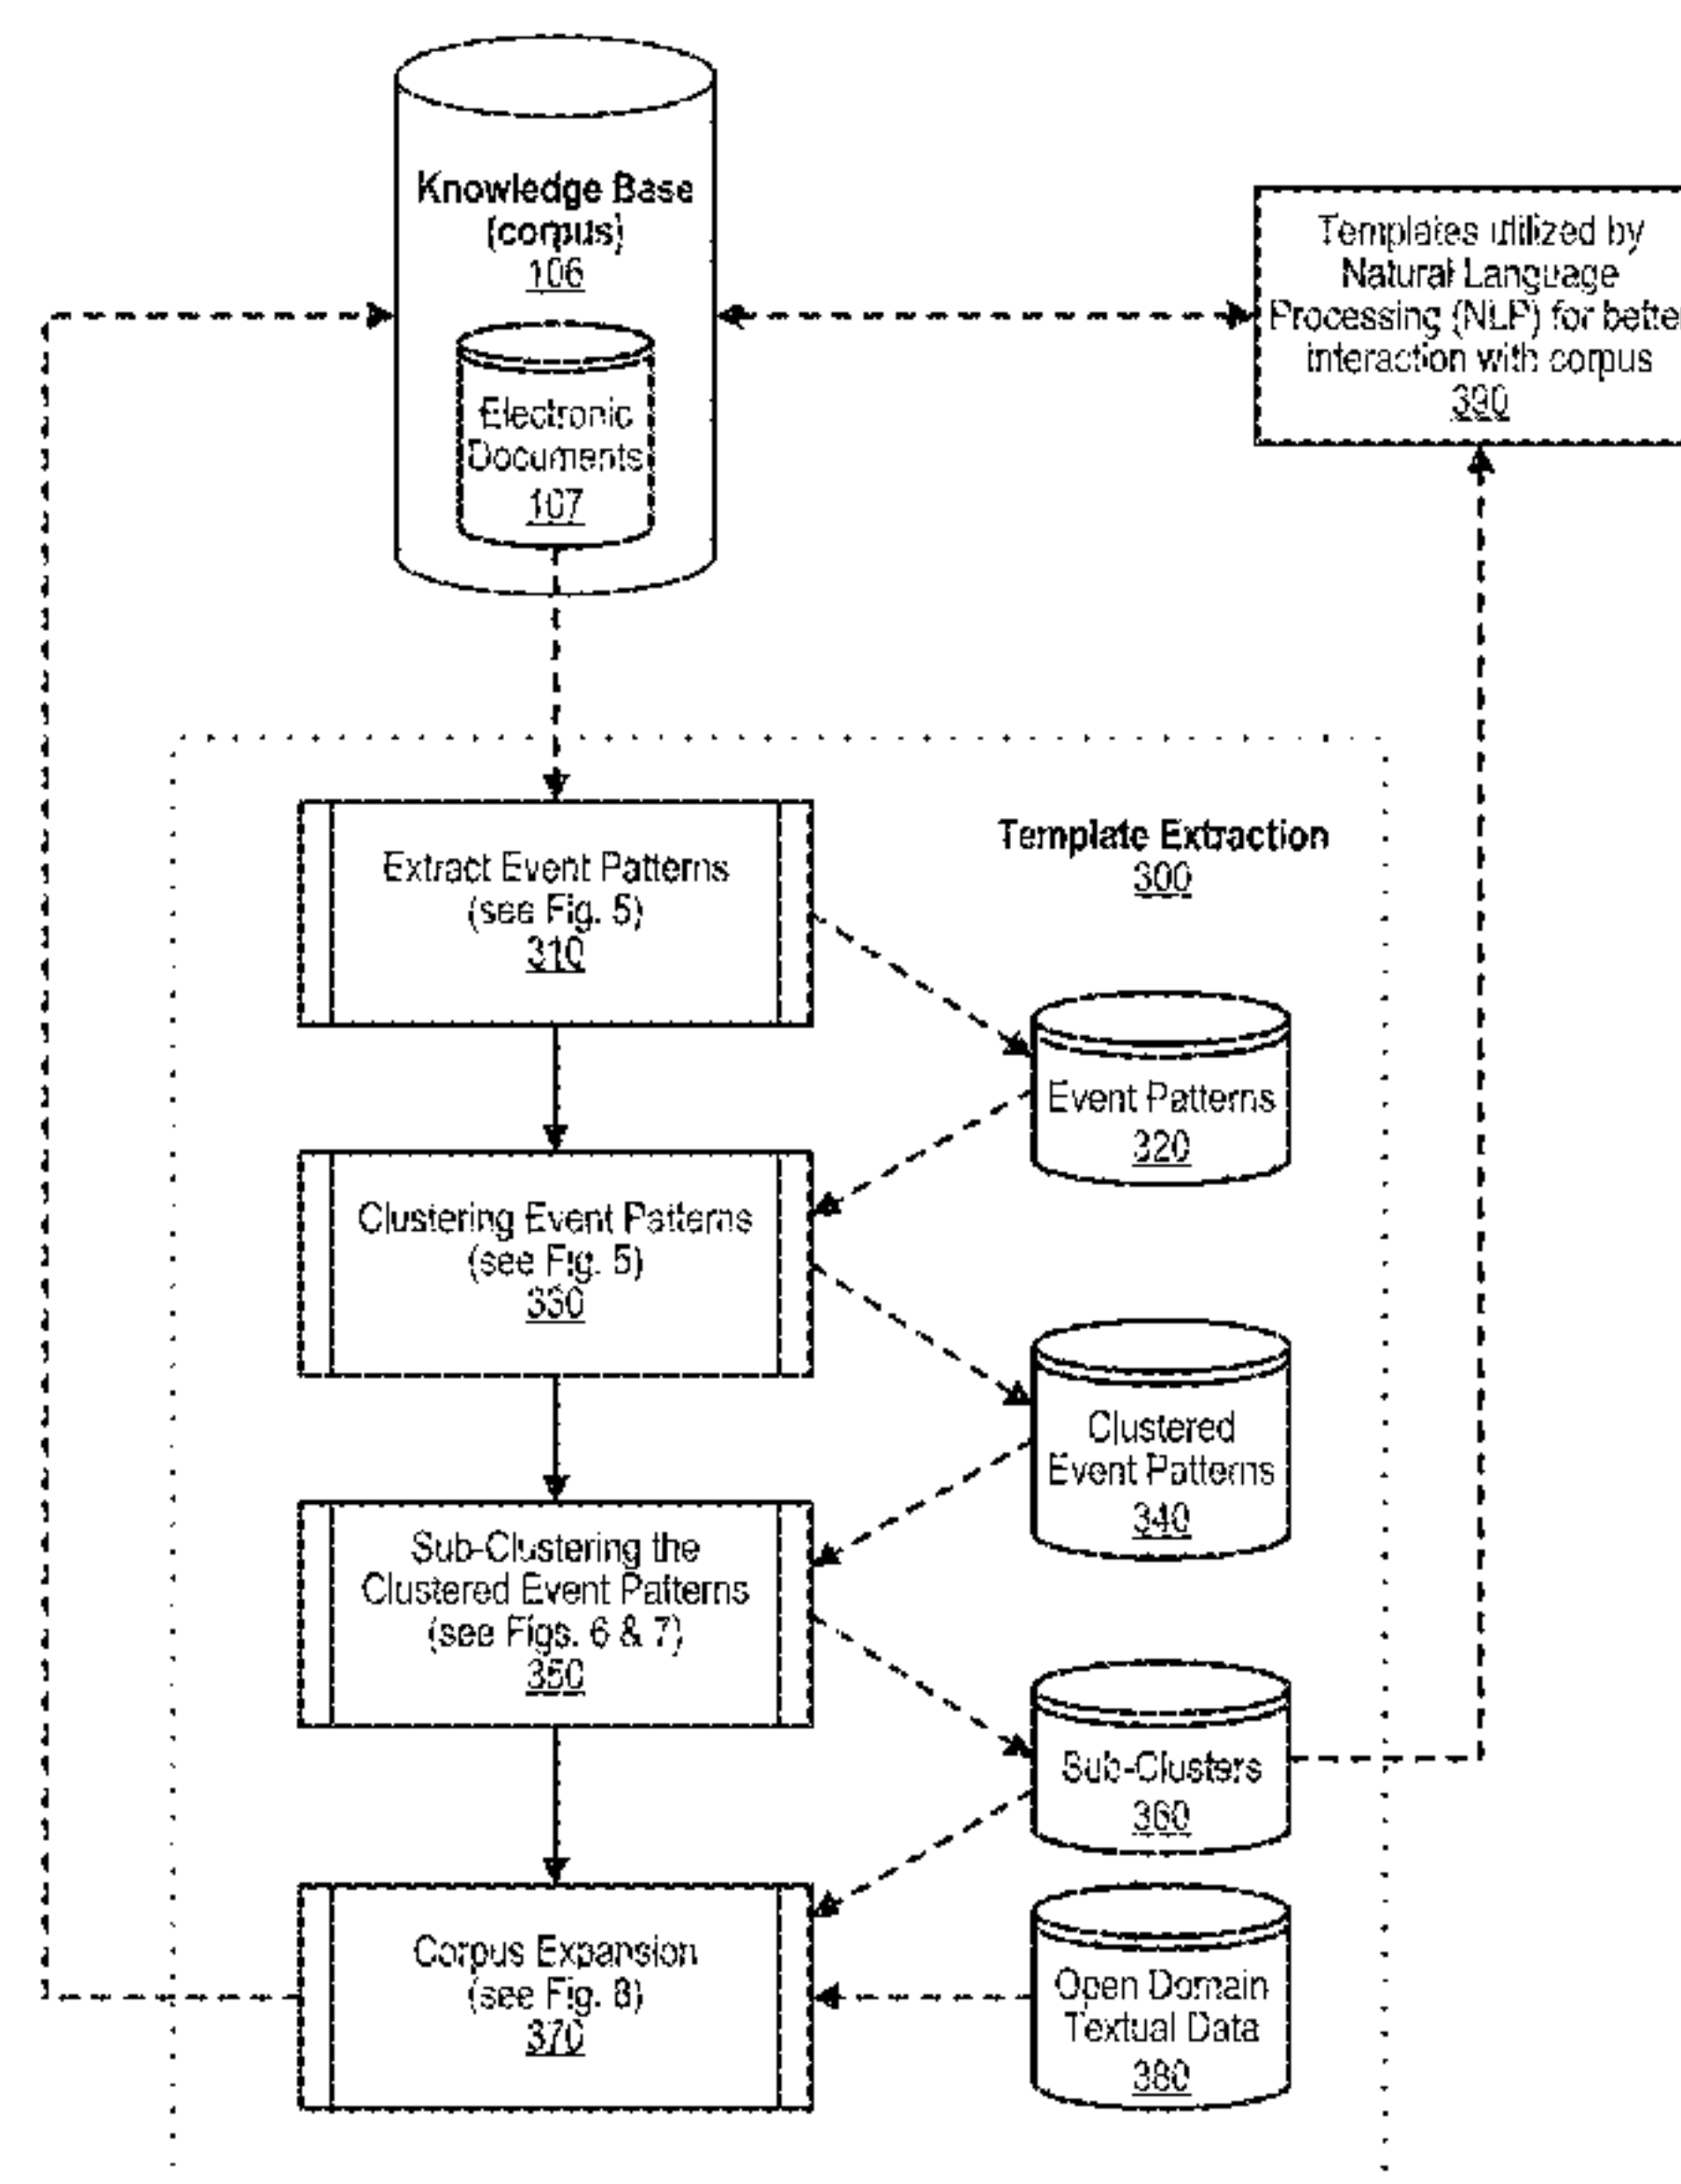 Knowledge Base
(corpus)
106
Electronic
Documents
107
Templates utilized by
Natural Language
Processing (NLP) for better
interaction with corpus
390
Template Extraction
300
Extract Event Patterns
(see Fig. 5)
310
Event Patterns
320
Clustering Event Patterns
(see Fig. 5)
330
Clustered
Event Patterns
340
Sub-Clustering the
Clustered Event Patterns
(see Figs. 6 & 7)
350
Sub-Clusters
360
Corpus Expansion
(see Fig. 8)
370
Open Domain
Textual Data
380